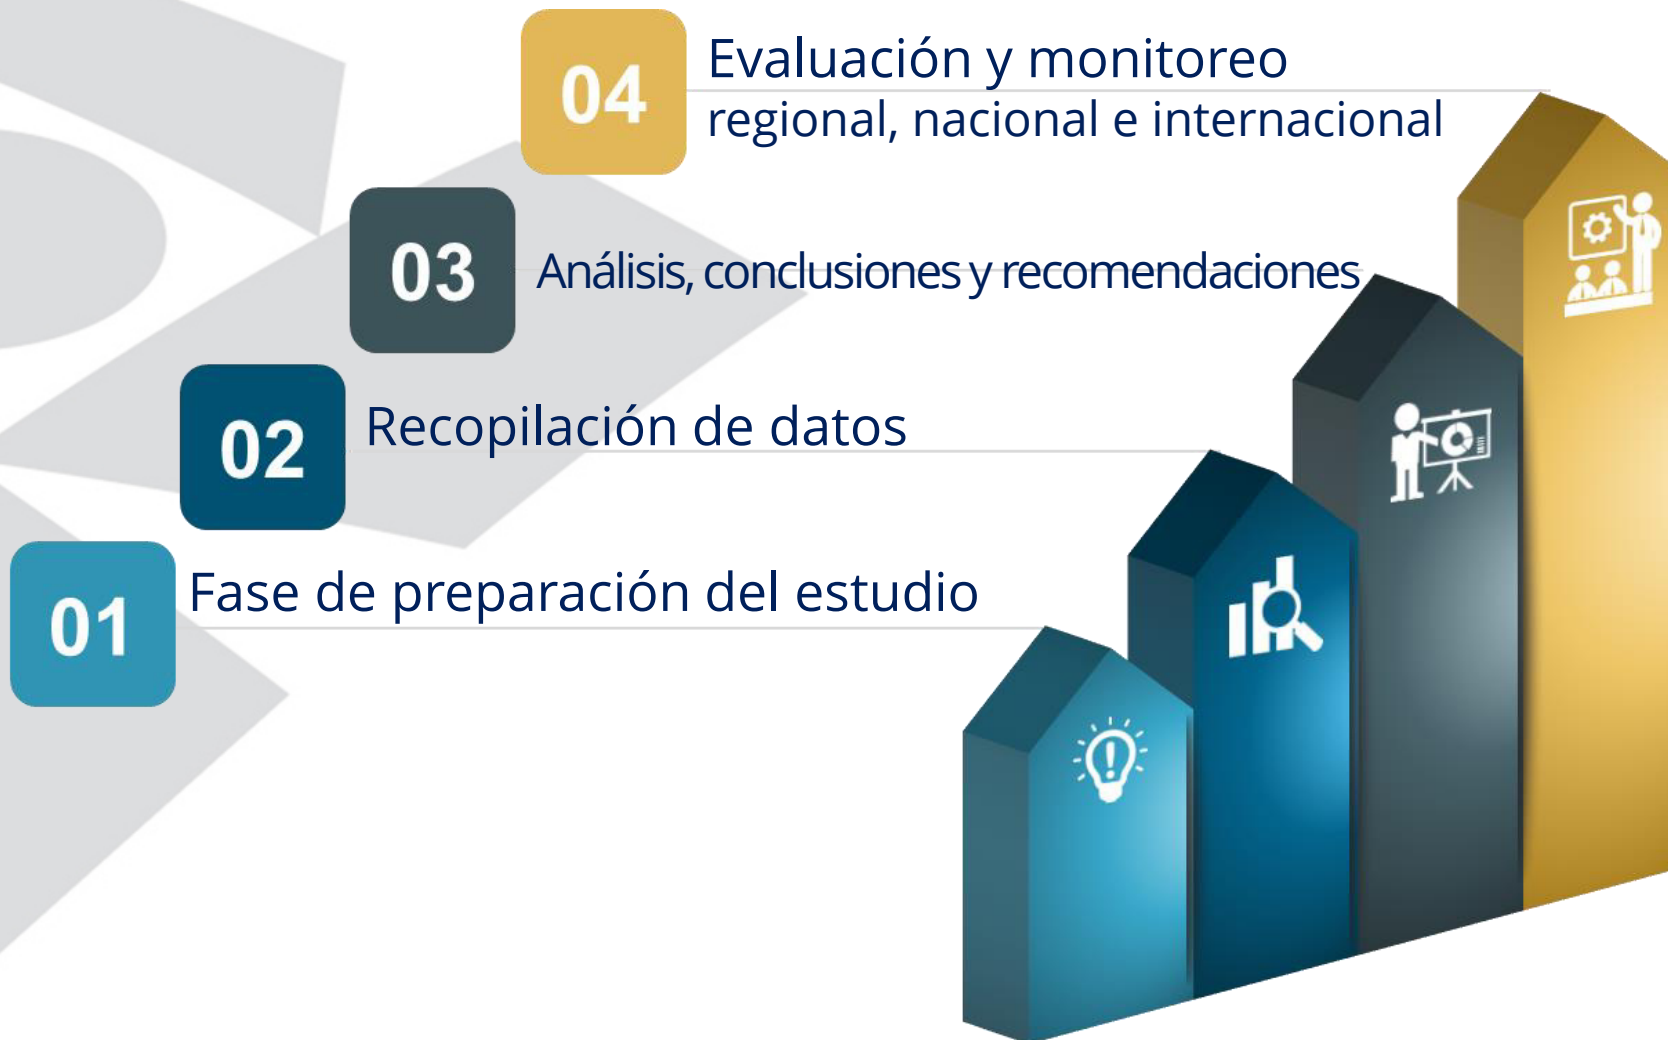 04
Evaluación y monitoreo
regional, nacional e internacional
03
Análisis, conclusiones y recomendaciones
02
Recopilación de datos
01
Fase de preparación del estudio